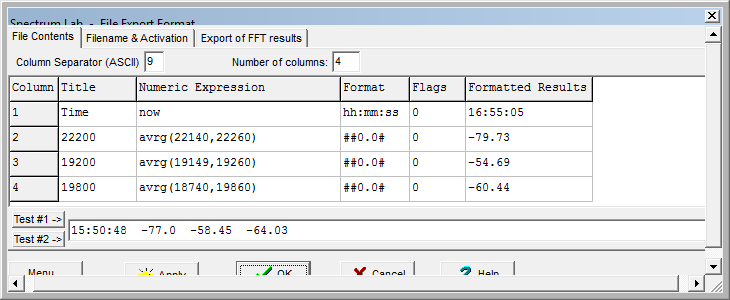 Spectrum Lab - File Export Format
File Contents Filename & Activation Export of FFT results
Column Separator (ASCII) 9 Number of columns: 4
Column Title Numeric Expression Format Flags Formatted Results
1 Time now hh:mm:ss 0 16:55:05
2 22200 avrg(22140,22260) ##0.0# 0 -79.73
3 19200 avrg(19149,19260) ##0.0# 0 -54.69
4 19800 avrg(18740,19860) ##0.0# 0 -60.44
Test #1 ->
15:50:48 -77.0 -58.45 -64.03
Test #2 ->
Menu Apply OK Cancel Help